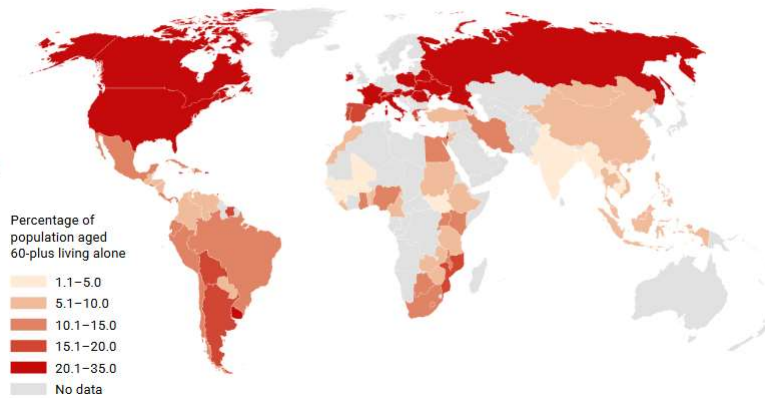 Percentage of
population aged
60-plus living alone
1.1–5.0
5.1–10.0
10.1–15.0
15.1–20.0
20.1–35.0
No data